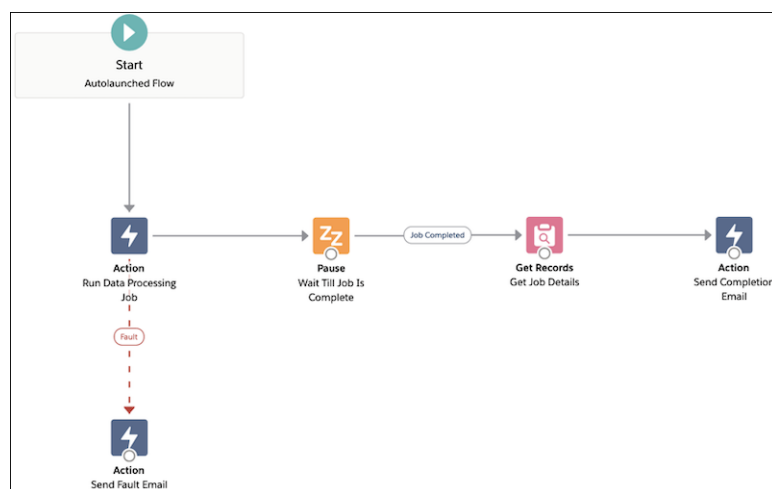 Start
Autolaunched Flow
Action
Run Data Processing
Job
Pause
Wait Till Job Is
Complete
Job Completed
Get Records
Get Job Details
Action
Send Completion
Email
Fault
Action
Send Fault Email